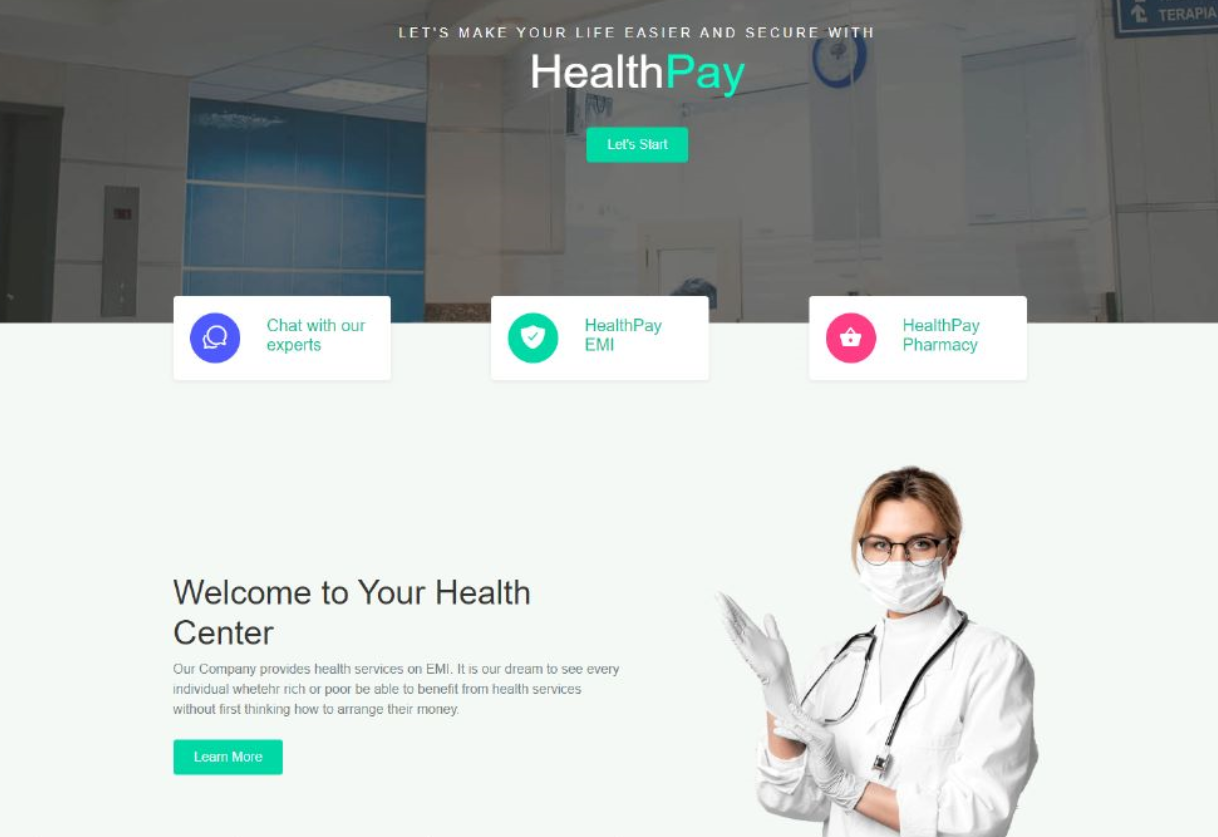 TERAPIA
LET'S MAKE YOUR LIFE EASIER AND SECURE WITH
HealthPay
Let's Start
Chat with our
experts
HealthPay
EMI
HealthPay
Pharmacy
Welcome to Your Health
Center
Our Company provides health services on EMI. It is our dream to see every
individual whetehr rich or poor be able to benefit from health services
without first thinking how to arrange their money.
Learn More